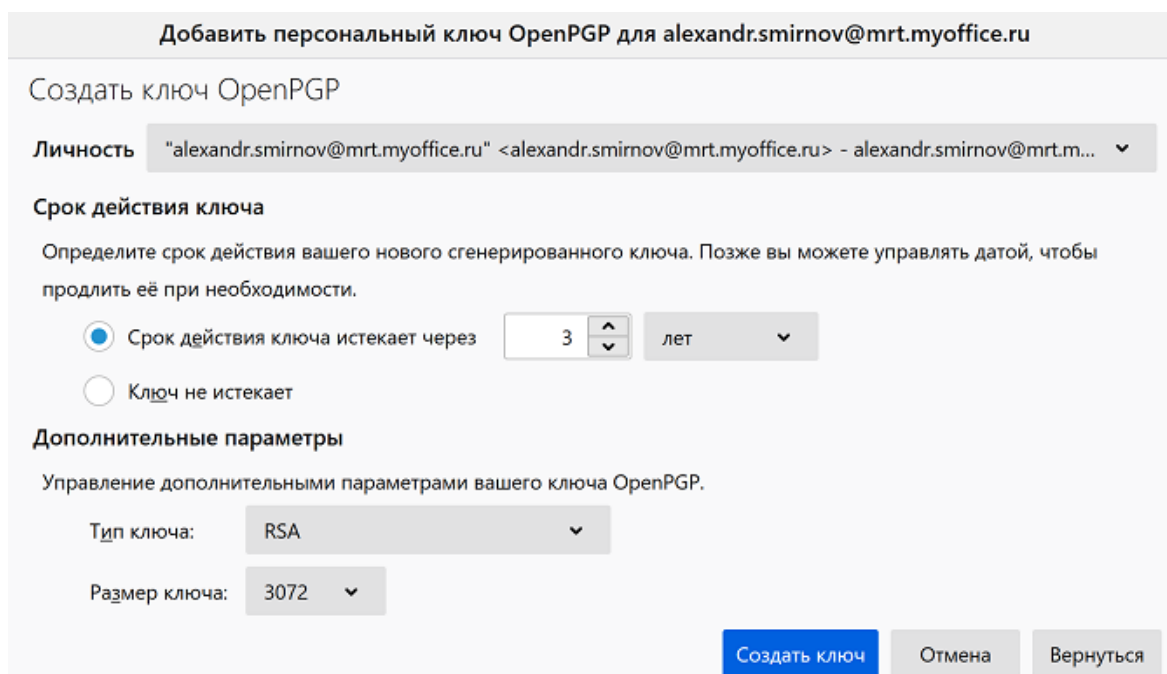 Добавить персональный ключ OpenPGP для alexandr.smirnov@mrt.myoffice.ru
Создать ключ OpenPGP
Личность "alexandr.smirnov@mrt.myoffice.ru" <alexandr.smirnov@mrt.myoffice.ru> - alexandr.smirnov@mrt.m...
Срок действия ключа
Определите срок действия вашего нового сгенерированного ключа. Позже вы можете управлять датой, чтобы
продлить её при необходимости.
Срок действия ключа истекает через 3 лет
Ключ не истекает
Дополнительные параметры
Управление дополнительными параметрами вашего ключа OpenPGP.
Тип ключа: RSA
Размер ключа: 3072
Создать ключ Отмена Вернуться